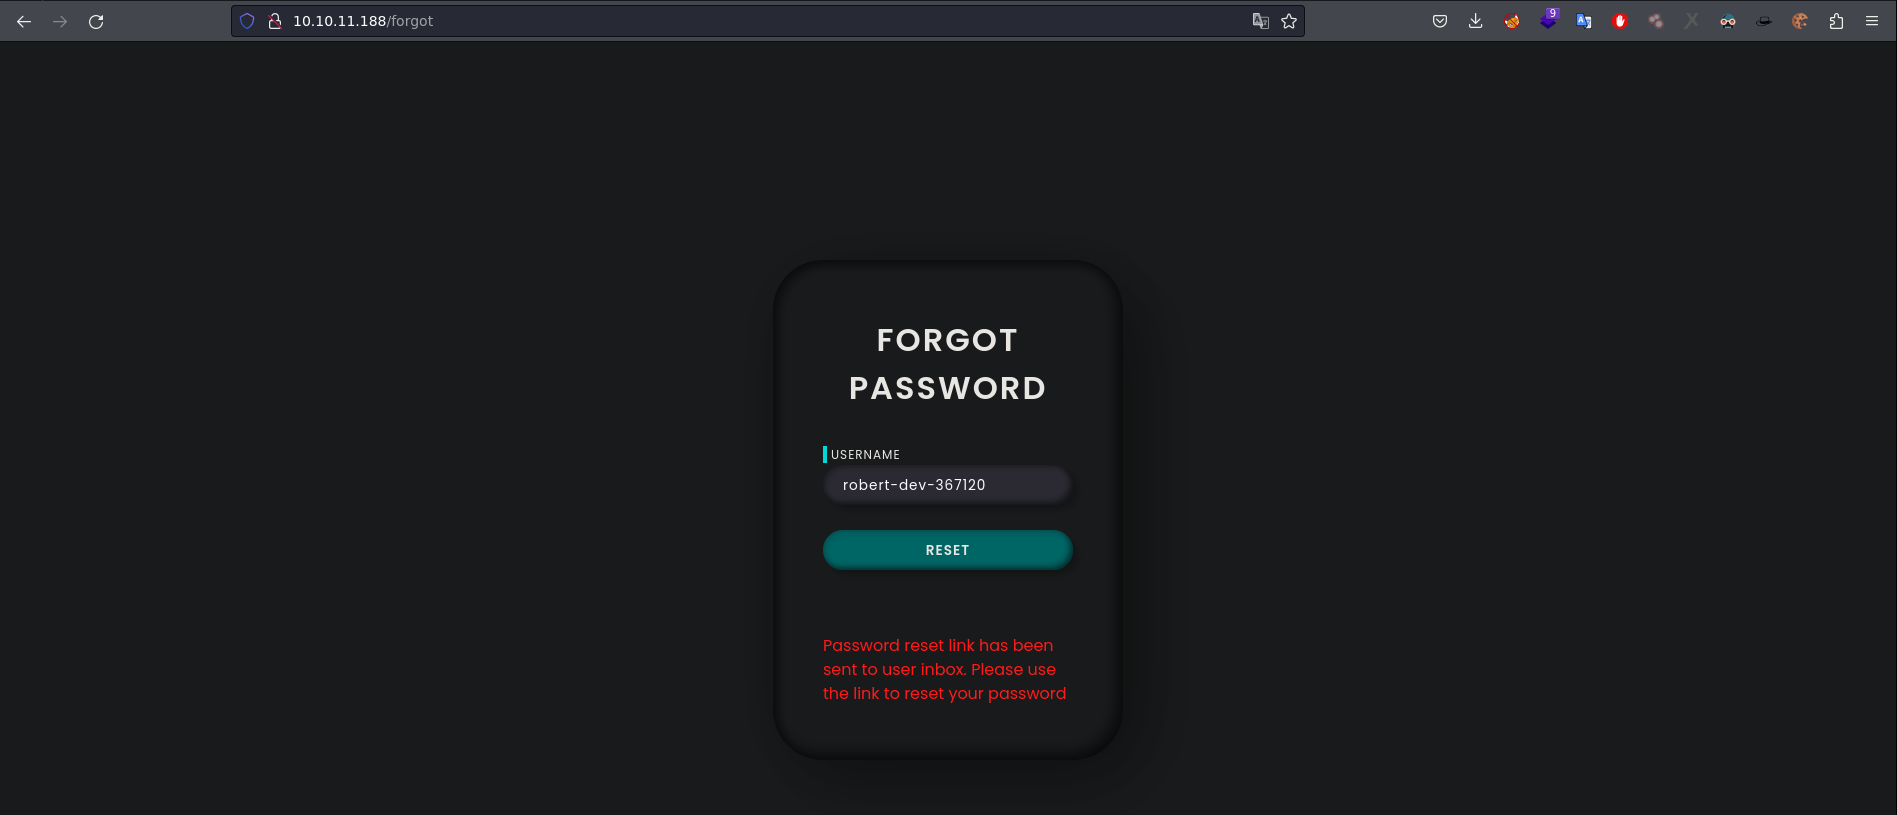 10.10.11.188/forgot
9
FORGOT
PASSWORD
USERNAME
robert-dev-367120
RESET
Password reset link has been
sent to user inbox. Please use
the link to reset your password